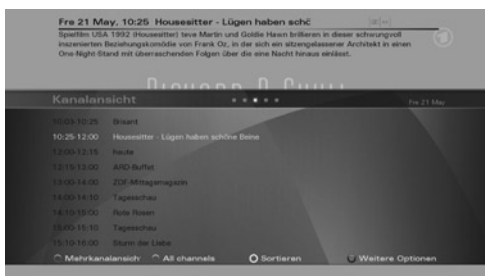 Fre 21 May, 10:25 Housesitter - Lügen haben schö
Spielfilm USA 1992 (Housesitter) teve Martin und Goldie Hawn brillieren in dieser schwungvoll
inszenierten Beziehungskomödie von Frank Oz, in der sich ein sitzengelassener Architekt in einen
One-Night-Stand mit überraschenden Folgen über die eine Nacht hinaus einlässt.
Kanalansicht
Fre 21 May
10:03-10:25 Brisant
10:25-12:00 Housesitter - Lügen haben schöne Beine
12:00-12:15 heute
12:15-13:00 ARD-Buffet
13:00-14:00 ZDF-Mittagsmagazin
14:00-14:10 Tagesschau
14:10-15:00 Rote Rosen
15:00-15:10 Tagesschau
15:10-16:00 Sturm der Liebe
Mehrkanalansich All channels Sortieren Weitere Optionen